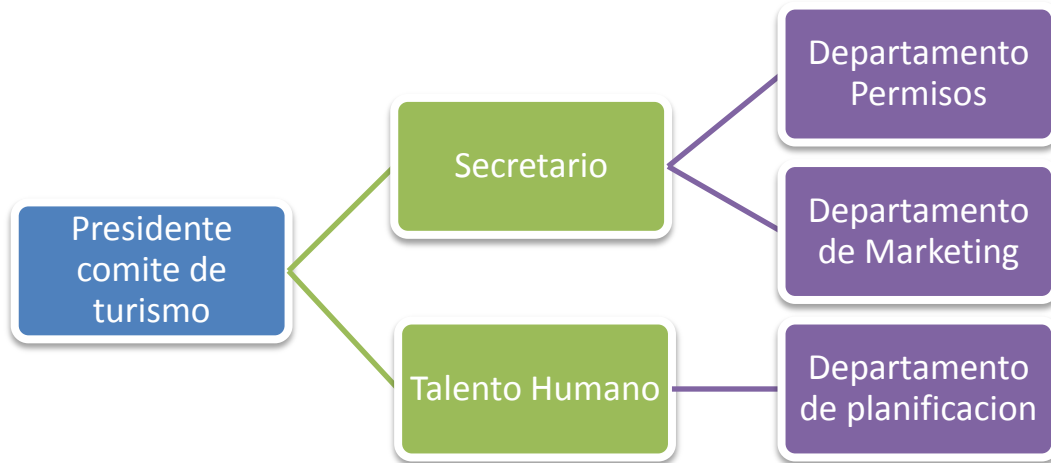 Presidente
comite de
turismo
Secretario
Talento Humano
Departamento
Permisos
Departamento
de Marketing
Departamento
de planificacion